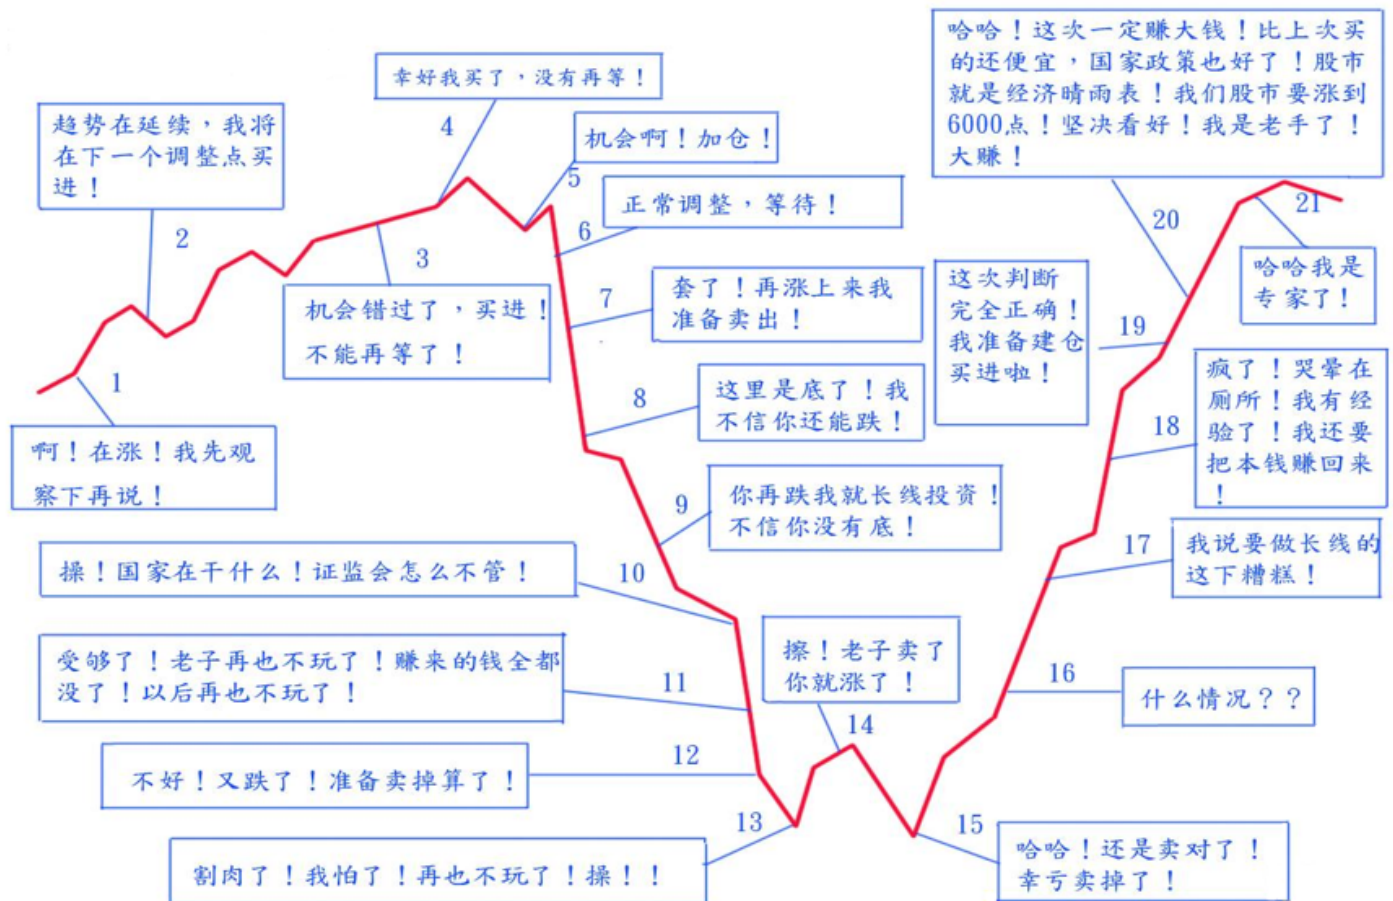 趋势在延续，我将
在下一个调整点买
进！
2
幸好我买了，没有再等！
4
机会啊！加仓！
5
正常调整，等待！
6
哈哈！这次一定赚大钱！比上次买
的还便宜，国家政策也好了！股市
就是经济晴雨表！我们股市要涨到
6000点！坚决看好！我是老手了！
大赚！
20
21
3
机会错过了，买进！
不能再等了！
7
套了！再涨上来我
准备卖出！
这次判断
完全正确！
我准备建仓
买进啦！
19
哈哈我是
专家了！
1
啊！在涨！我先观
察下再说！
8
这里是底了！我
不信你还能跌！
18
疯了！哭晕在
厕所！我有经
验了！我还要
把本钱赚回来
！
9
你再跌我就长线投资！
不信你没有底！
操！国家在干什么！证监会怎么不管！
10
17
我说要做长线的
这下糟糕！
受够了！老子再也不玩了！赚来的钱全都
没了！以后再也不玩了！
11
擦！老子卖了
你就涨了！
14
16
什么情况？？
不好！又跌了！准备卖掉算了！
12
13
割肉了！我怕了！再也不玩了！操！！
15
哈哈！还是卖对了！
幸亏卖掉了！